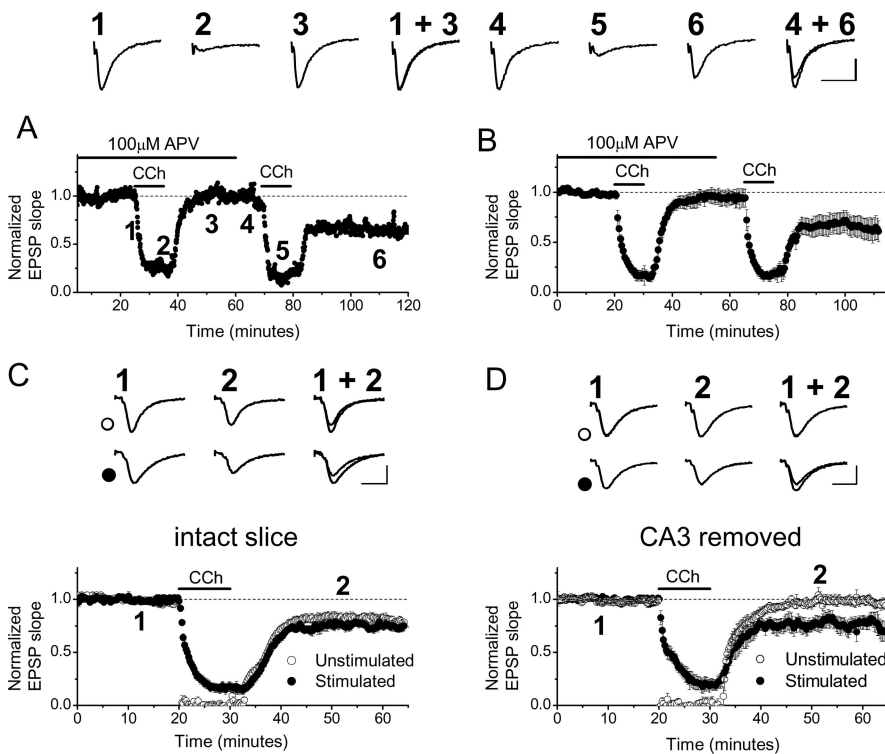 1 2 3 1 + 3 4 5 6 4 + 6
A
100μM APV
CCh CCh
Normalized
EPSP slope
1.0
0.5
0.0
1 2 3 4 5 6
20 40 60 80 100 120
Time (minutes)
B
100μM APV
CCh CCh
Normalized
EPSP slope
1.0
0.5
0.0
0 20 40 60 80 100
Time (minutes)
C
1 2 1 + 2
intact slice
CCh
Normalized
EPSP slope
1.0
0.5
0.0
1 2
Unstimulated
Stimulated
0 10 20 30 40 50 60
Time (minutes)
D
1 2 1 + 2
CA3 removed
CCh
Normalized
EPSP slope
1.0
0.5
0.0
1 2
Unstimulated
Stimulated
0 10 20 30 40 50 60
Time (minutes)